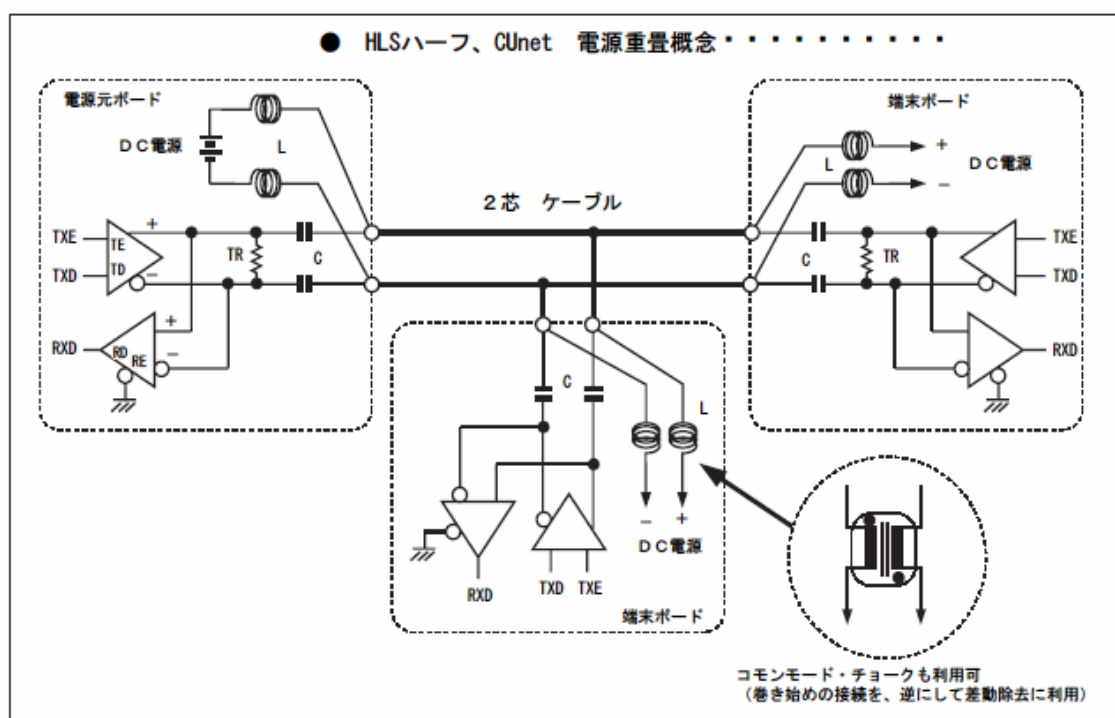 ● HLSハーフ、CUnet 電源重畳概念・・・・・・・・・・
電源元ボード
DC電源
L
TXE
TXD
TE
TD
+
−
TR
C
RXD
RD
RE
+
−
2芯 ケーブル
端末ボード
L
+
−
DC電源
C
TR
TXE
TXD
RXD
C
L
−
+
DC電源
RXD
TXD
TXE
端末ボード
コモンモード・チョークも利用可
(巻き始めの接続を、逆にして差動除去に利用)